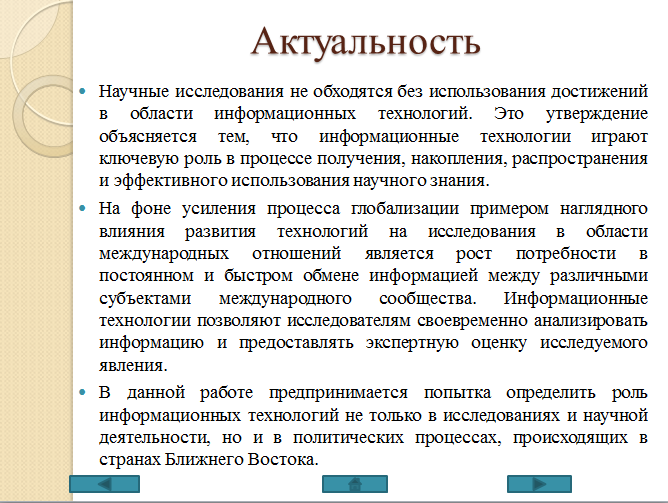 Актуальность
Научные исследования не обходятся без использования достижений
в области информационных технологий. Это утверждение
объясняется тем, что информационные технологии играют
ключевую роль в процессе получения, накопления, распространения
и эффективного использования научного знания.
На фоне усиления процесса глобализации примером наглядного
влияния развития технологий на исследования в области
международных отношений является рост потребности в
постоянном и быстром обмене информацией между различными
субъектами международного сообщества. Информационные
технологии позволяют исследователям своевременно анализировать
информацию и предоставлять экспертную оценку исследуемого
явления.
В данной работе предпринимается попытка определить роль
информационных технологий не только в исследованиях и научной
деятельности, но и в политических процессах, происходящих в
странах Ближнего Востока.